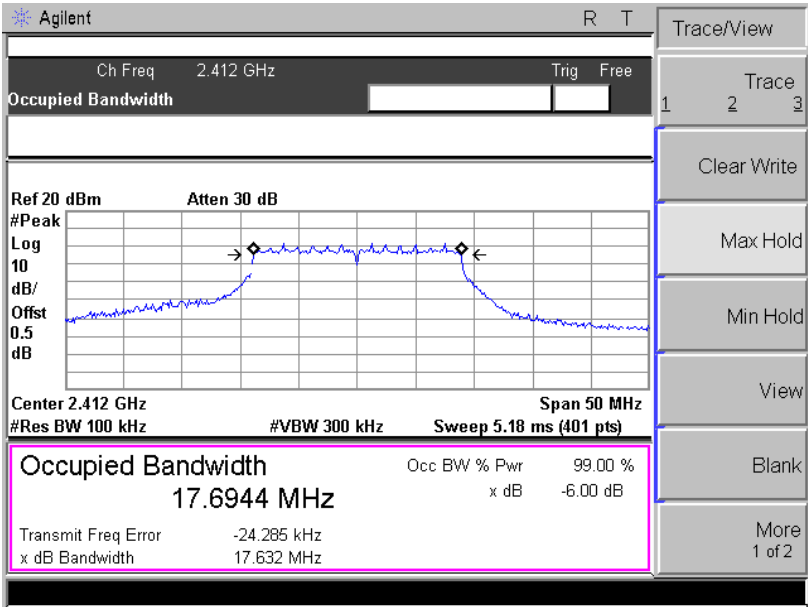 Agilent
R T
Ch Freq 2.412 GHz Trig Free
Occupied Bandwidth
Ref 20 dBm Atten 30 dB
#Peak
Log
10
dB/
Offst
0.5
dB
Center 2.412 GHz Span 50 MHz
#Res BW 100 kHz #VBW 300 kHz Sweep 5.18 ms (401 pts)
Occupied Bandwidth
17.6944 MHz
Occ BW % Pwr 99.00 %
x dB -6.00 dB
Transmit Freq Error -24.285 kHz
x dB Bandwidth 17.632 MHz
Trace/View
Trace
1 2 3
Clear Write
Max Hold
Min Hold
View
Blank
More
1 of 2